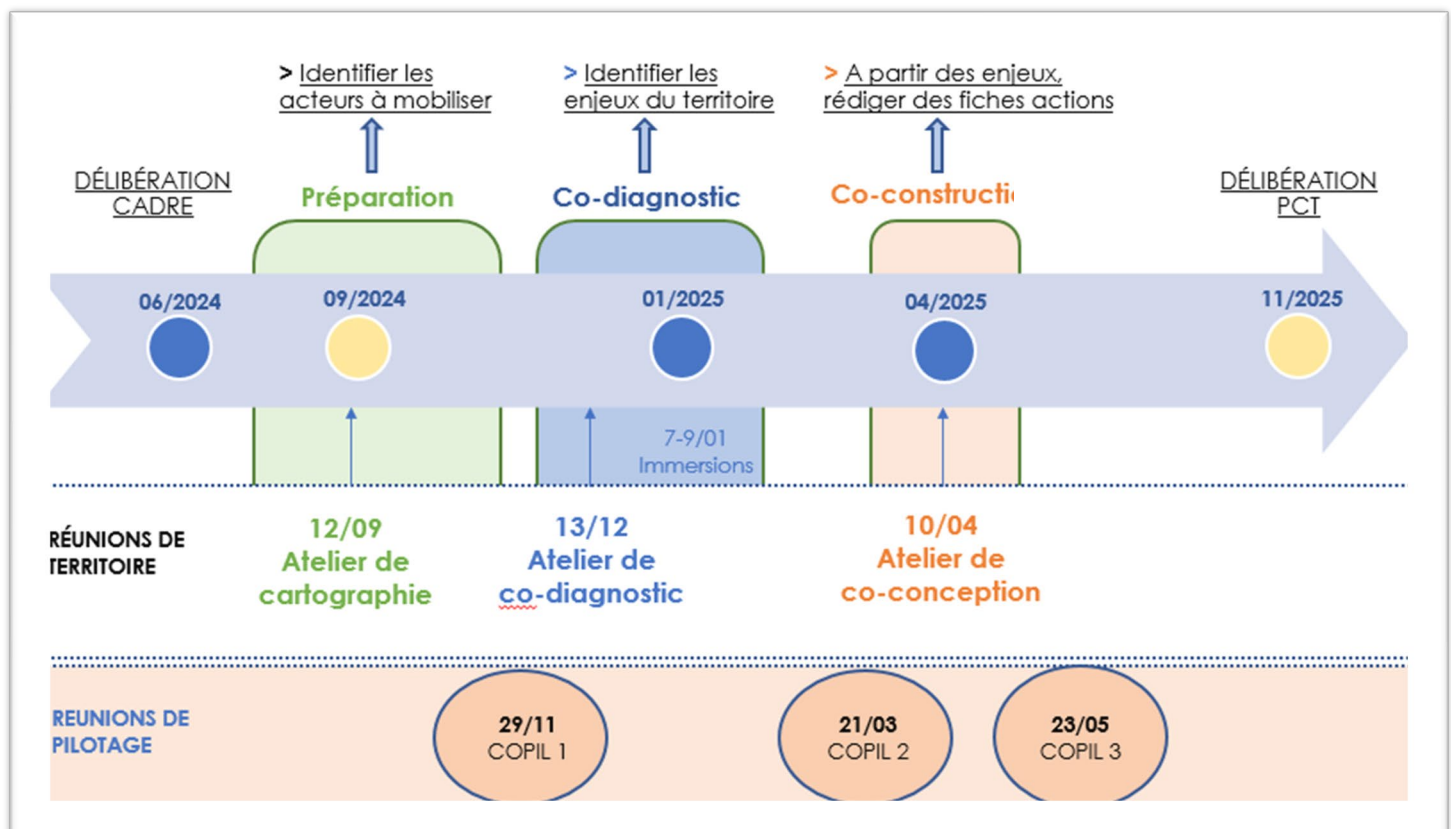 > Identifier les
acteurs à mobiliser
> Identifier les
enjeux du territoire
> A partir des enjeux,
rédiger des fiches actions
DÉLIBÉRATION
CADRE
Préparation
Co-diagnostic
Co-constructi
DÉLIBÉRATION
PCT
06/2024
09/2024
01/2025
04/2025
11/2025
7-9/01
Immersions
RÉUNIONS DE
TERRITOIRE
12/09
Atelier de
cartographie
13/12
Atelier de
co-diagnostic
10/04
Atelier de
co-conception
REUNIONS DE
PILOTAGE
29/11
COPIL 1
21/03
COPIL 2
23/05
COPIL 3